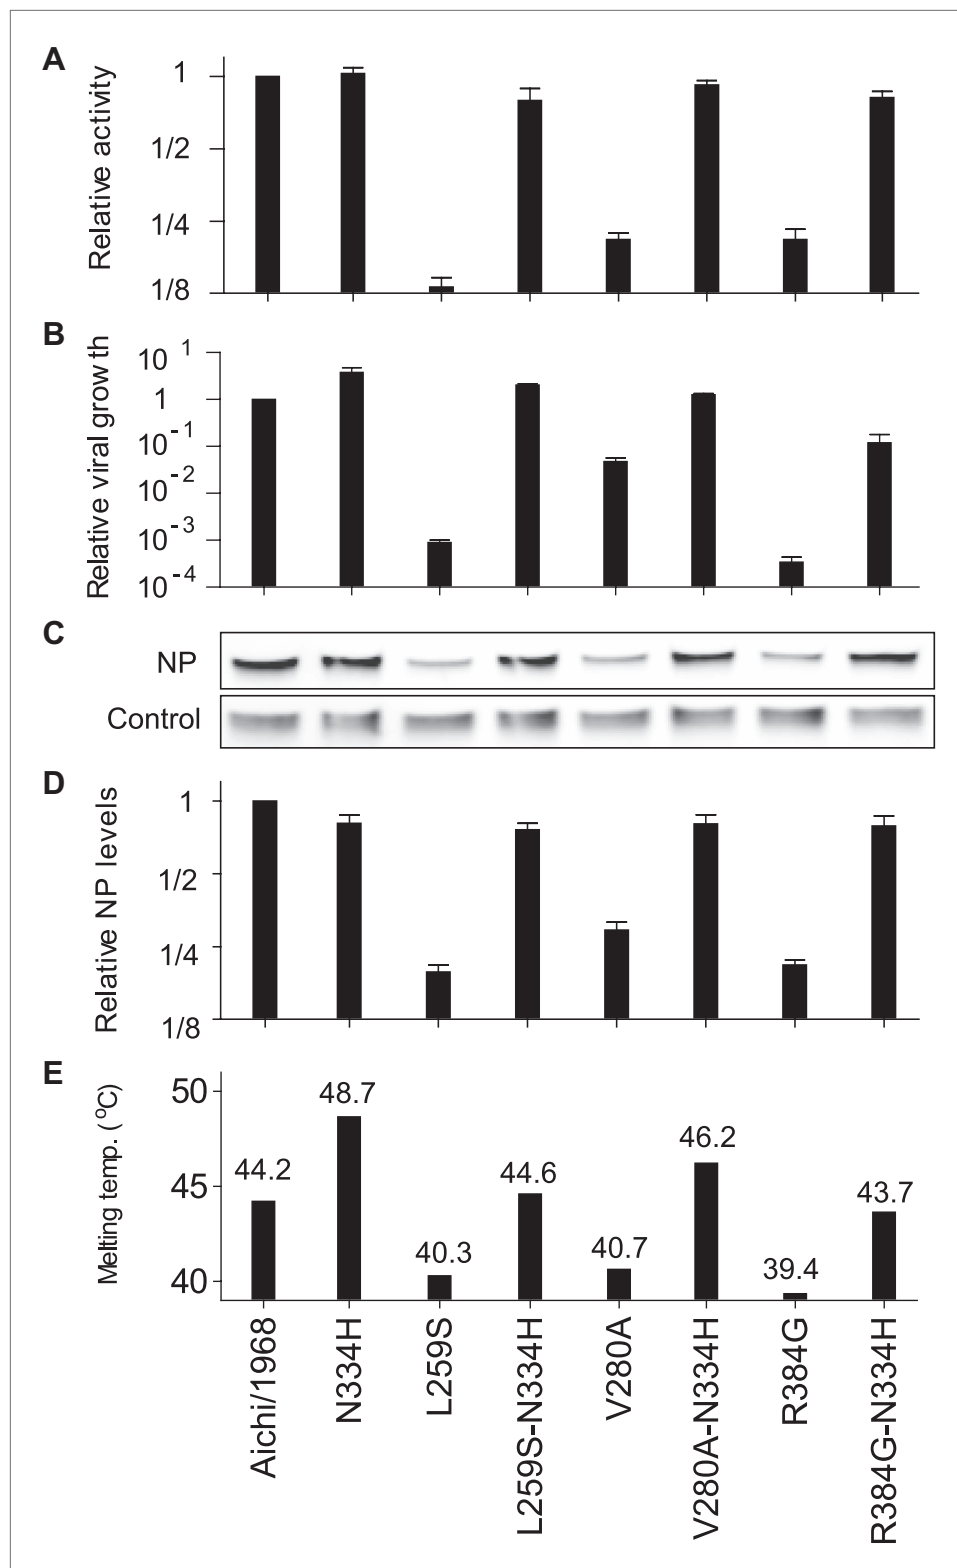 A
Relative activity
1
1/2
1/4
1/8
B
Relative viral growth
10 1
1
10 -1
10 -2
10 -3
10 -4
C
NP
Control
D
Relative NP levels
1
1/2
1/4
1/8
E
Melting temp. (°C)
50
45
40
44.2
48.7
40.3
44.6
40.7
46.2
39.4
43.7
Aichi/1968
N334H
L259S
L259S-N334H
V280A
V280A-N334H
R384G
R384G-N334H